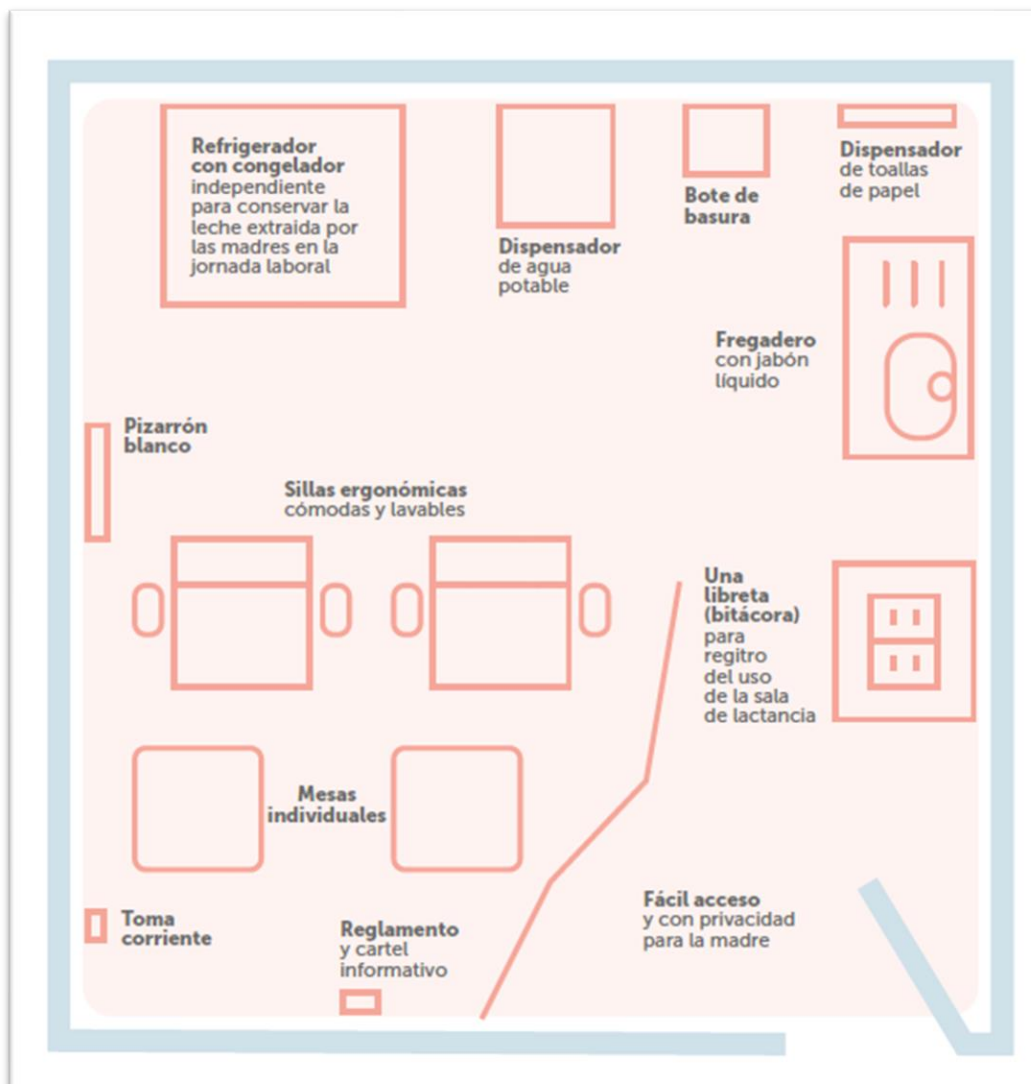 Refrigerador
con congelador
independiente
para conservar la
leche extraida por
las madres en la
jornada laboral
Dispensador
de agua
potable
Bote de
basura
Dispensador
de toallas
de papel
Fregadero
con jabón
líquido
Pizarrón
blanco
Sillas ergonómicas
cómodas y lavables
Una
libreta
(bitácora)
para
regitro
del uso
de la sala
de lactancia
Mesas
individuales
Toma
corriente
Reglamento
y cartel
informativo
Fácil acceso
y con privacidad
para la madre